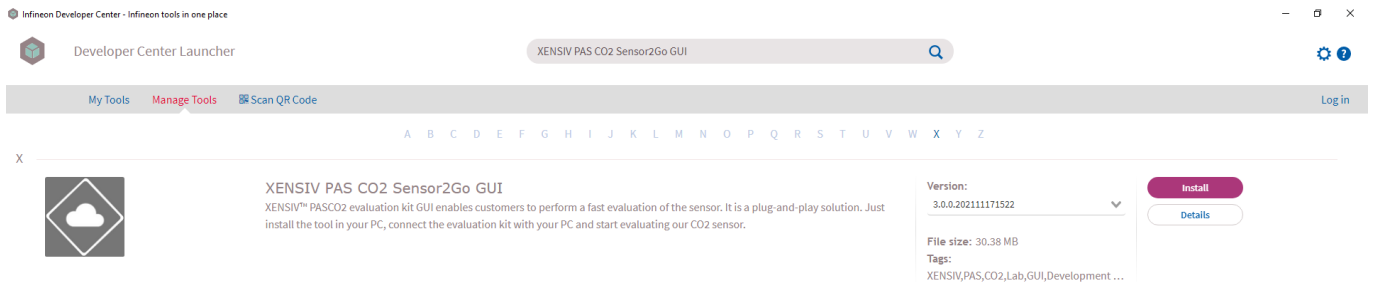 Infineon Developer Center - Infineon tools in one place
Developer Center Launcher
XENSIV PAS CO2 Sensor2Go GUI
My Tools Manage Tools Scan QR Code Log in
A B C D E F G H I J K L M N O P Q R S T U V W X Y Z
X
XENSIV PAS CO2 Sensor2Go GUI
XENSIV™ PASCO2 evaluation kit GUI enables customers to perform a fast evaluation of the sensor. It is a plug-and-play solution. Just
install the tool in your PC, connect the evaluation kit with your PC and start evaluating our CO2 sensor.
Version:
3.0.0.202111171522
File size: 30.38 MB
Tags:
XENSIV,PAS,CO2,Lab,GUI,Development ...
Install
Details